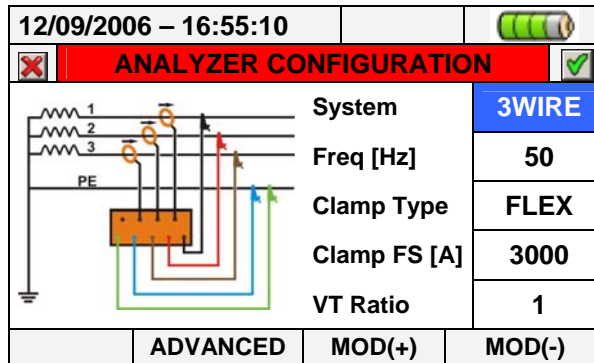 12/09/2006 – 16:55:10
ANALYZER CONFIGURATION
1
2
3
PE
System 3WIRE
Freq [Hz] 50
Clamp Type FLEX
Clamp FS [A] 3000
VT Ratio 1
ADVANCED MOD(+) MOD(-)